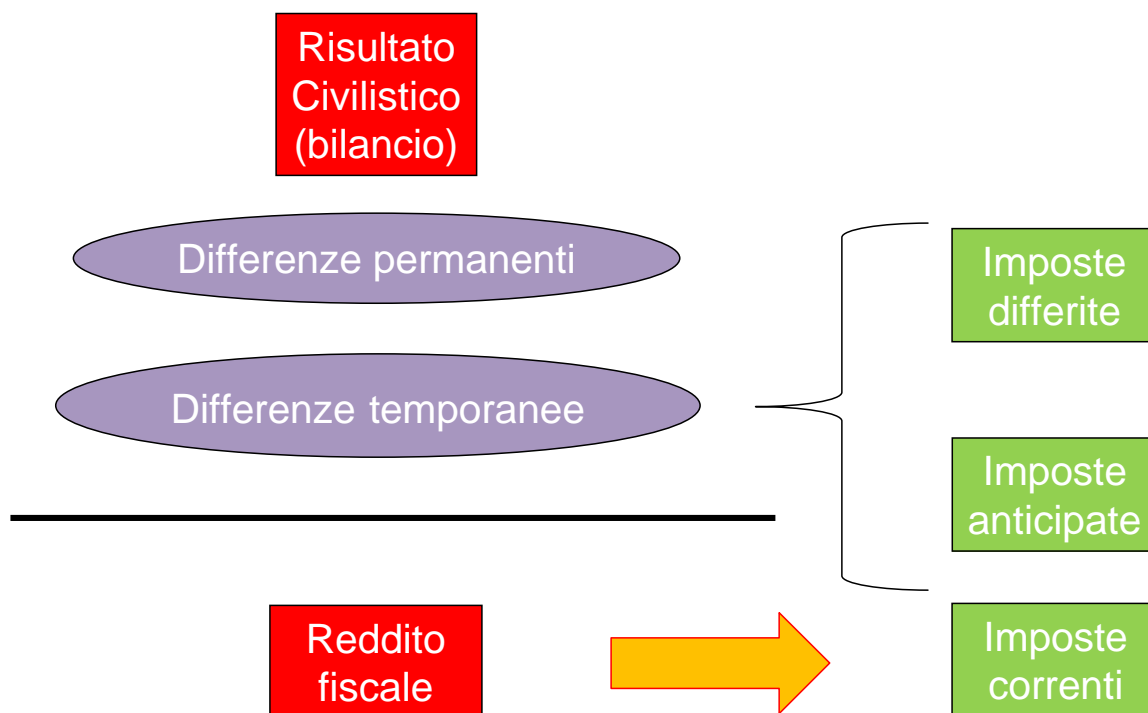 Risultato
Civilistico
(bilancio)
Differenze permanenti
Imposte
differite
Differenze temporanee
Imposte
anticipate
Reddito
fiscale
Imposte
correnti